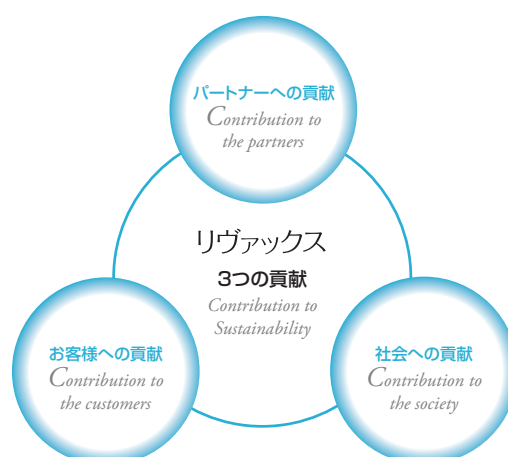 パートナーへの貢献
Contribution to
the partners
リヴァックス
3つの貢献
Contribution to
Sustainability
お客様への貢献
Contribution to
the customers
社会への貢献
Contribution to
the society